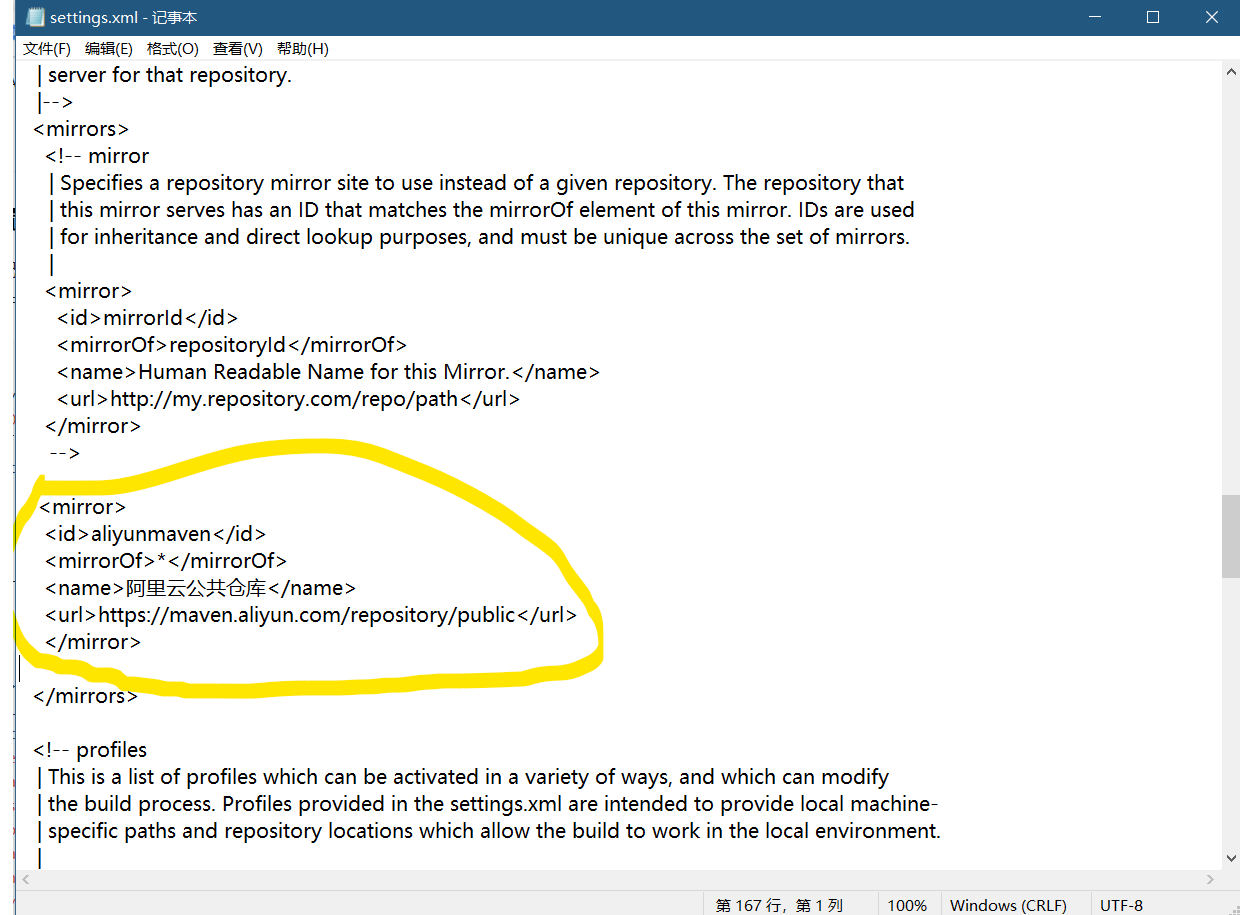 settings.xml - 记事本
文件(F) 编辑(E) 格式(O) 查看(V) 帮助(H)
| server for that repository.
|-->
<mirrors>
<!-- mirror
| Specifies a repository mirror site to use instead of a given repository. The repository that
| this mirror serves has an ID that matches the mirrorOf element of this mirror. IDs are used
| for inheritance and direct lookup purposes, and must be unique across the set of mirrors.
|
<mirror>
<id>mirrorId</id>
<mirrorOf>repositoryId</mirrorOf>
<name>Human Readable Name for this Mirror.</name>
<url>http://my.repository.com/repo/path</url>
</mirror>
-->
<mirror>
<id>aliyunmaven</id>
<mirrorOf>*</mirrorOf>
<name>阿里云公共仓库</name>
<url>https://maven.aliyun.com/repository/public</url>
</mirror>
</mirrors>
<!-- profiles
| This is a list of profiles which can be activated in a variety of ways, and which can modify
| the build process. Profiles provided in the settings.xml are intended to provide local machine-
| specific paths and repository locations which allow the build to work in the local environment.
|
第 167 行，第 1 列 100% Windows (CRLF) UTF-8